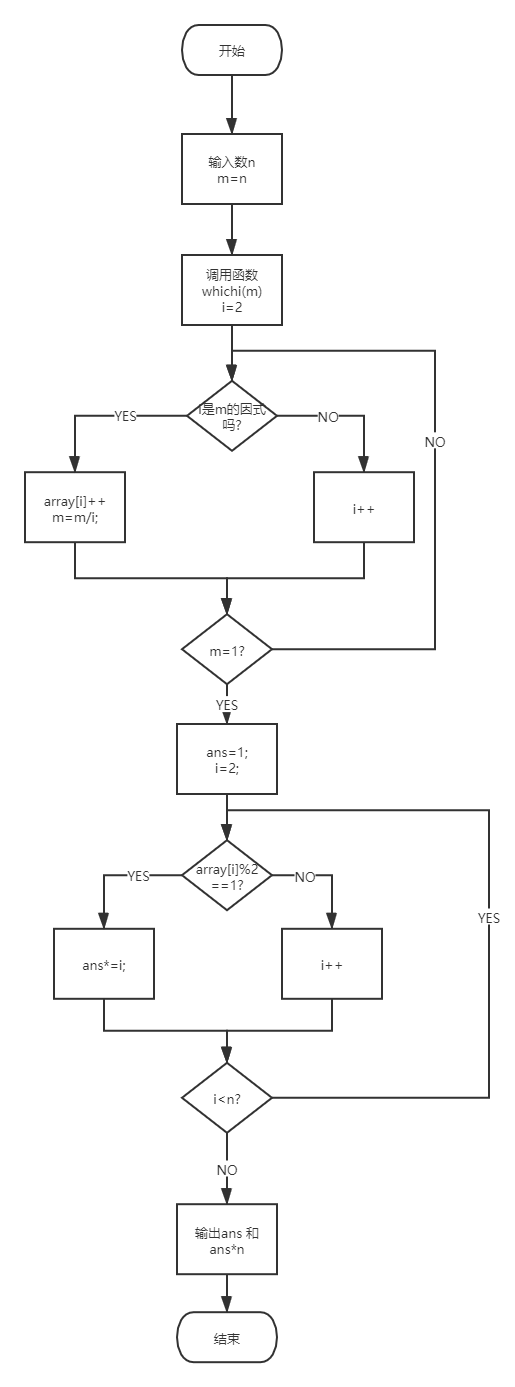 开始
输入数n
m=n
调用函数
whichi(m)
i=2
i是m的因式
吗?
YES
NO
NO
array[i]++
m=m/i;
i++
m=1?
YES
ans=1;
i=2;
array[i]%2
==1?
YES
NO
YES
ans*=i;
i++
i<n?
NO
输出ans 和
ans*n
结束